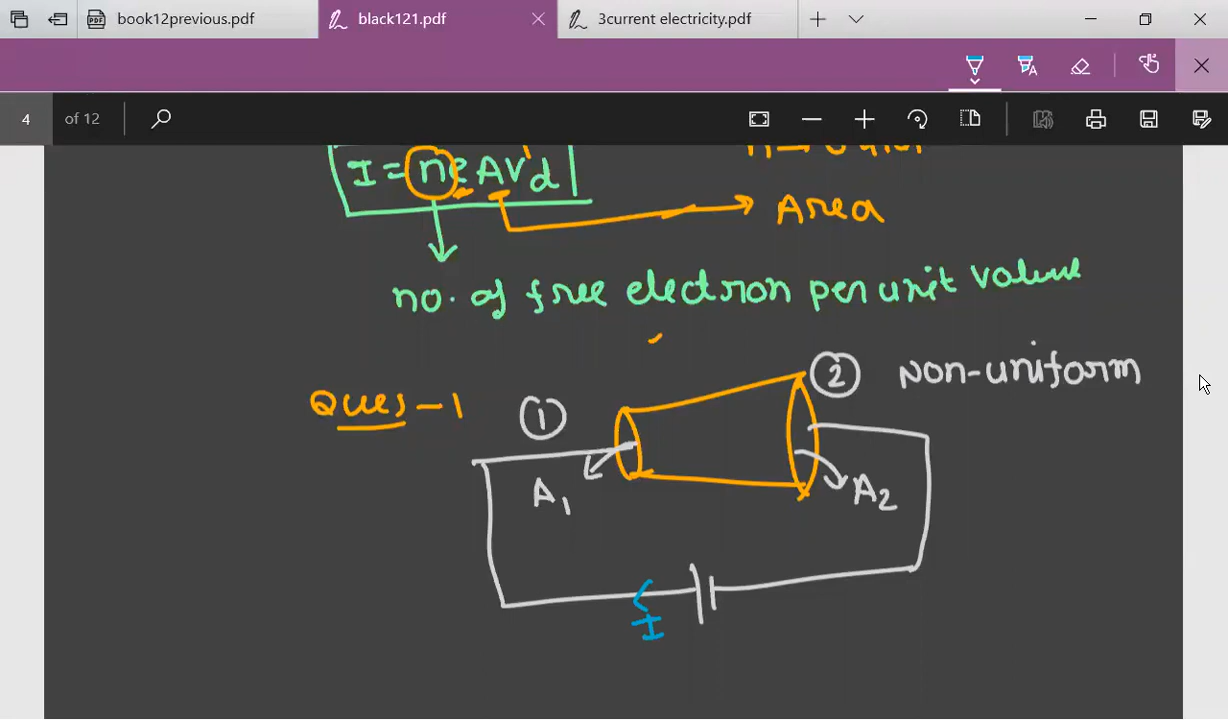 book12previous.pdf
black121.pdf
3current electricity.pdf
4 of 12
I = neAVd
Area
no. of free electron per unit
Non-uniform
Ques-1
1
2
A1
A2
I